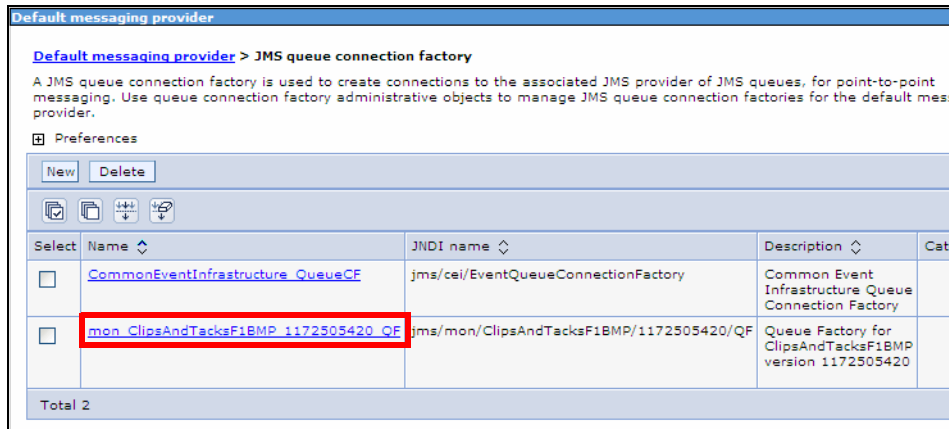 Default messaging provider
Default messaging provider > JMS queue connection factory
A JMS queue connection factory is used to create connections to the associated JMS provider of JMS queues, for point-to-point
messaging. Use queue connection factory administrative objects to manage JMS queue connection factories for the default mes
provider.
Preferences
New Delete
Select Name JNDI name Description Cat
CommonEventInfrastructure_QueueCF jms/cei/EventQueueConnectionFactory Common Event
Infrastructure Queue
Connection Factory
mon_ClipsAndTacksF1BMP_1172505420_QF jms/mon/ClipsAndTacksF1BMP/1172505420/QF Queue Factory for
ClipsAndTacksF1BMP
version 1172505420
Total 2